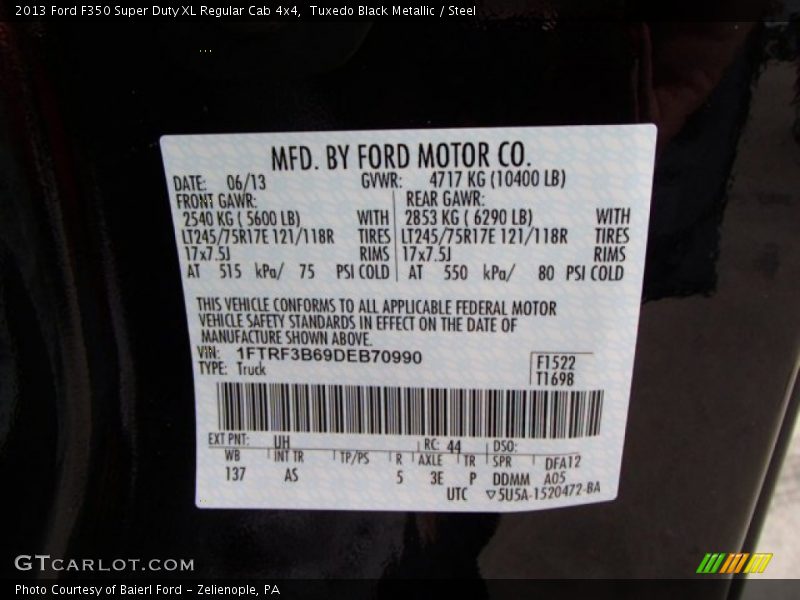 2013 Ford F350 Super Duty XL Regular Cab 4x4,  Tuxedo Black Metallic / Steel
MFD. BY FORD MOTOR CO.
DATE: 06/13 GVWR: 4717 KG (10400 LB)
FRONT GAWR: REAR GAWR:
2540 KG ( 5600 LB) WITH 2853 KG ( 6290 LB) WITH
LT245/75R17E 121/118R TIRES LT245/75R17E 121/118R TIRES
17x7.5J RIMS 17x7.5J RIMS
AT 515 kPa/ 75 PSI COLD AT 550 kPa/ 80 PSI COLD
THIS VEHICLE CONFORMS TO ALL APPLICABLE FEDERAL MOTOR
VEHICLE SAFETY STANDARDS IN EFFECT ON THE DATE OF
MANUFACTURE SHOWN ABOVE.
VIN: 1FTRF3B69DEB70990
TYPE: Truck
F1522
T1698
EXT PNT: UH RC: 44 DSO:
WB INT TR TP/PS R AXLE TR SPR DFA12
137 AS 5 3E P DDMM A05
UTC ▽5U5A-1520472-BA
GTCARLOT.COM
Photo Courtesy of Baierl Ford – Zelienople, PA